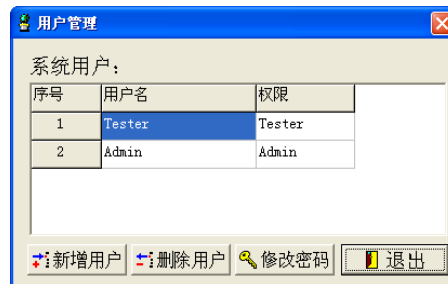 用户管理
系统用户：
序号 用户名 权限
1 Tester Tester
2 Admin Admin
新增用户 删除用户 修改密码 退出